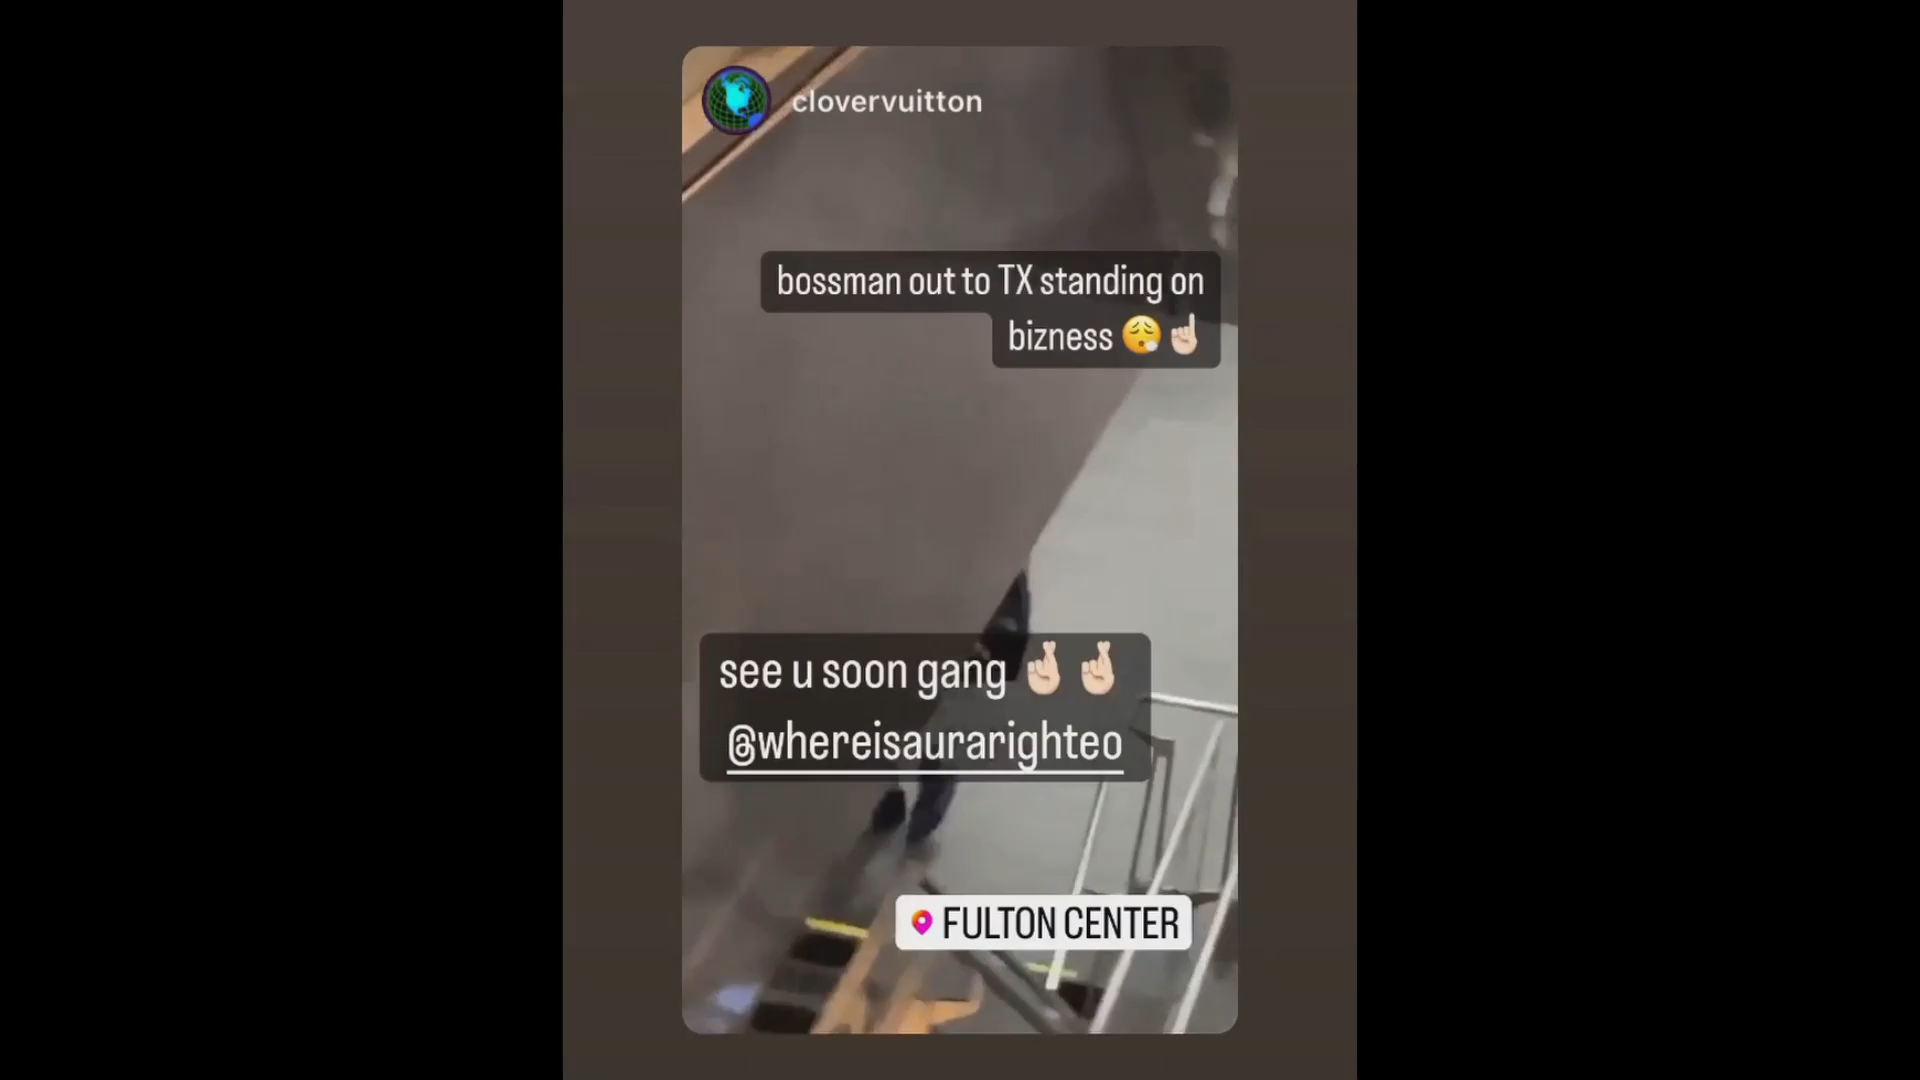 clovervuitton
bossman out to TX standing on
bizness 😮‍💨☝🏻
see u soon gang 🤞🏻🤞🏻
@whereisaurarighteo
FULTON CENTER